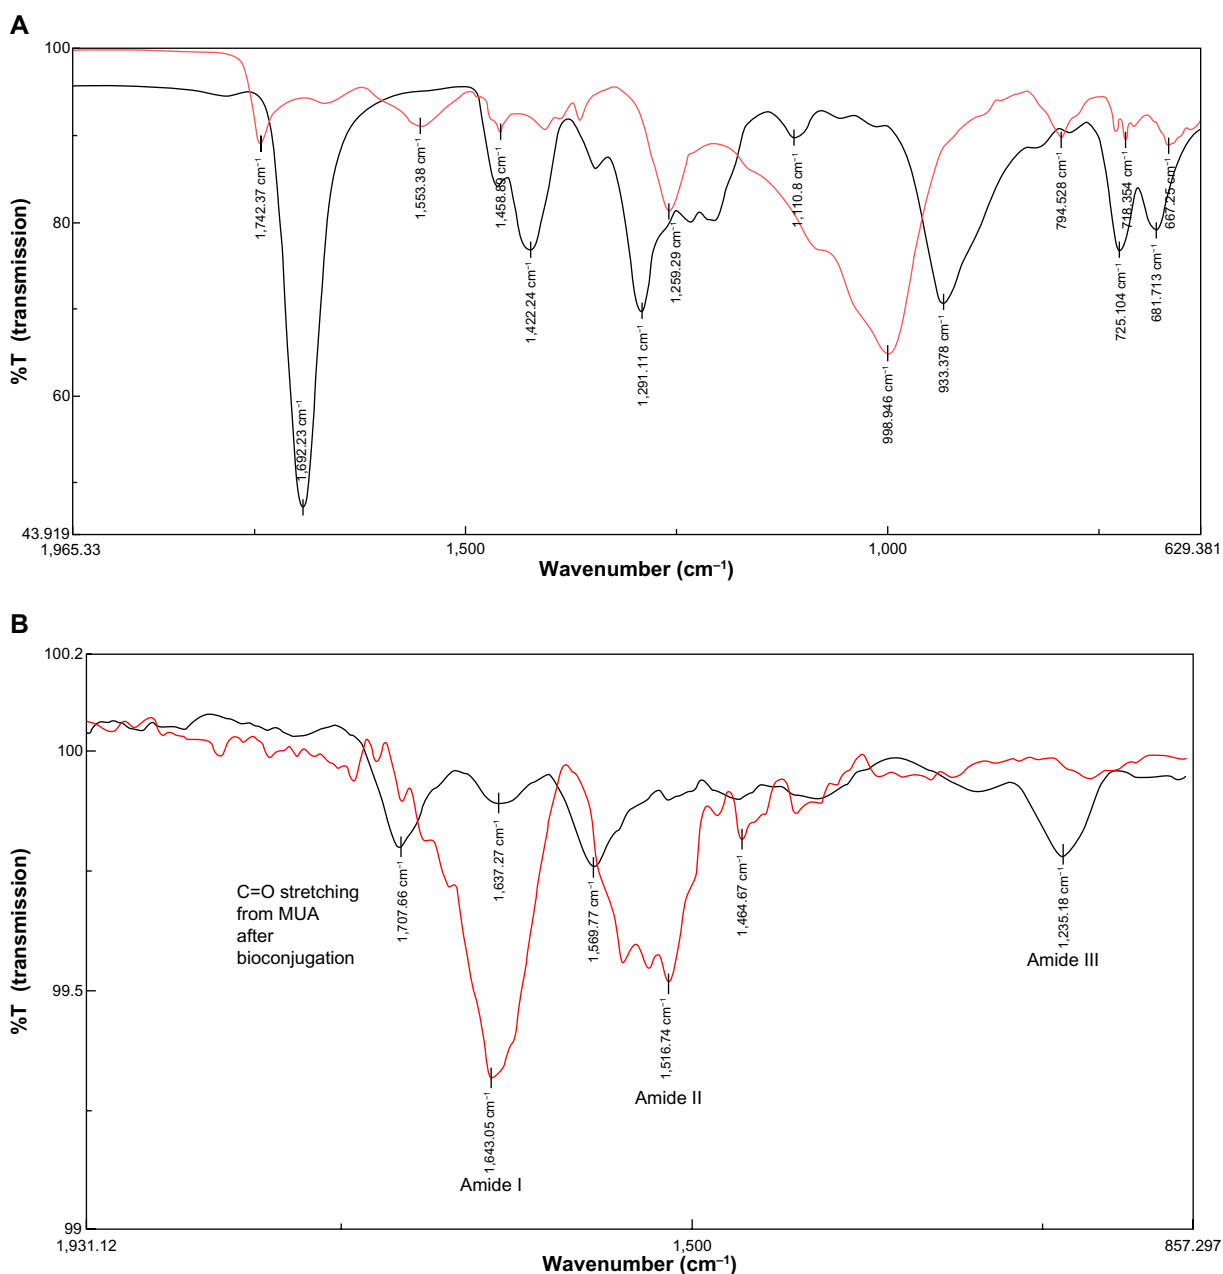 A
100
80
60
43.919
%T (transmission)
1,742.37 cm⁻¹
1,692.23 cm⁻¹
1,553.38 cm⁻¹
1,458.89 cm⁻¹
1,422.24 cm⁻¹
1,291.11 cm⁻¹
1,259.29 cm⁻¹
1,110.8 cm⁻¹
998.946 cm⁻¹
933.378 cm⁻¹
794.528 cm⁻¹
725.104 cm⁻¹
718.354 cm⁻¹
681.713 cm⁻¹
667.25 cm⁻¹
1,965.33
1,500
1,000
629.381
Wavenumber (cm⁻¹)
B
100.2
100
99.5
99
%T (transmission)
C=O stretching
from MUA
after
bioconjugation
1,707.66 cm⁻¹
1,643.05 cm⁻¹
Amide I
1,637.27 cm⁻¹
1,569.77 cm⁻¹
1,516.74 cm⁻¹
Amide II
1,464.67 cm⁻¹
1,235.18 cm⁻¹
Amide III
1,931.12
1,500
857.297
Wavenumber (cm⁻¹)